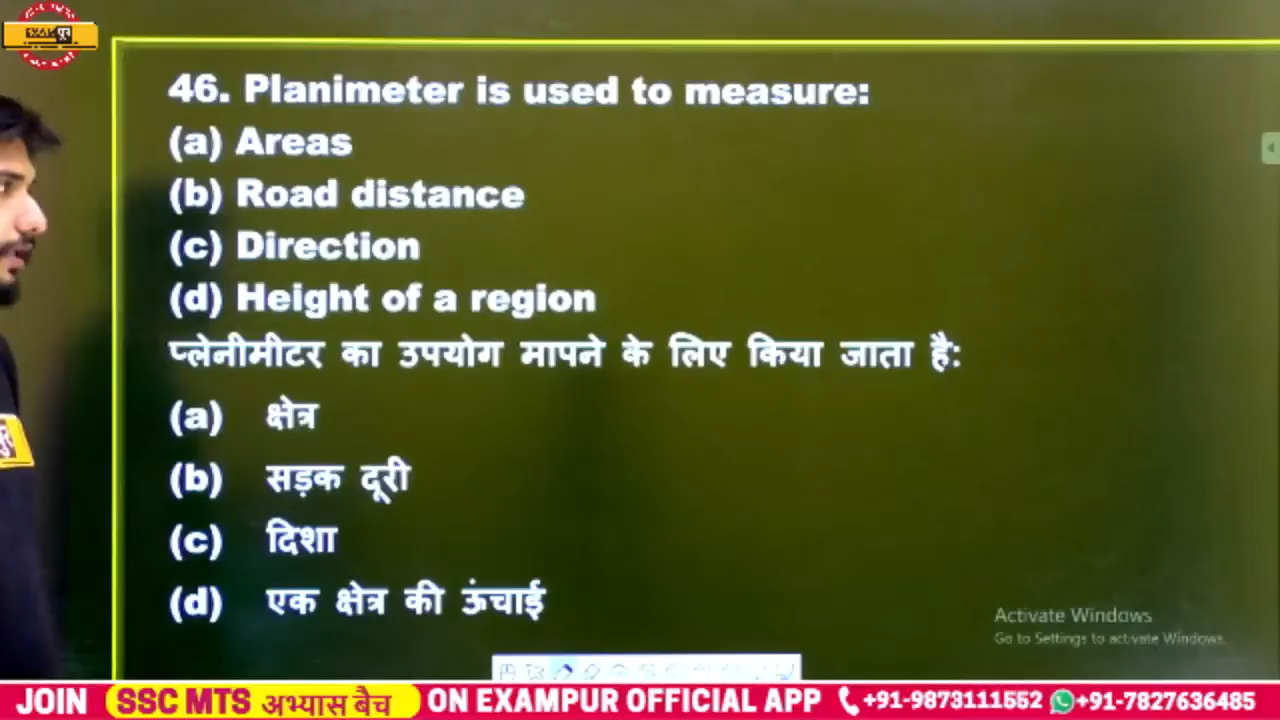 EXAMपुर
46. Planimeter is used to measure:
(a) Areas
(b) Road distance
(c) Direction
(d) Height of a region
प्लेनीमीटर का उपयोग मापने के लिए किया जाता है:
(a) क्षेत्र
(b) सड़क दूरी
(c) दिशा
(d) एक क्षेत्र की ऊंचाई
Activate Windows
Go to Settings to activate Windows.
JOIN SSC MTS अभ्यास बैच ON EXAMPUR OFFICIAL APP +91-9873111552 +91-7827636485